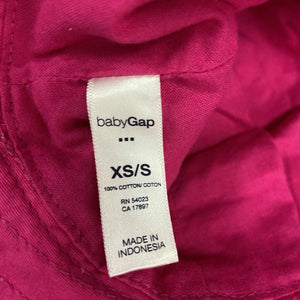 babyGap
XS/S
100% COTTON/ COTON
RN 54023
CA 17897
MADE IN
INDONESIA